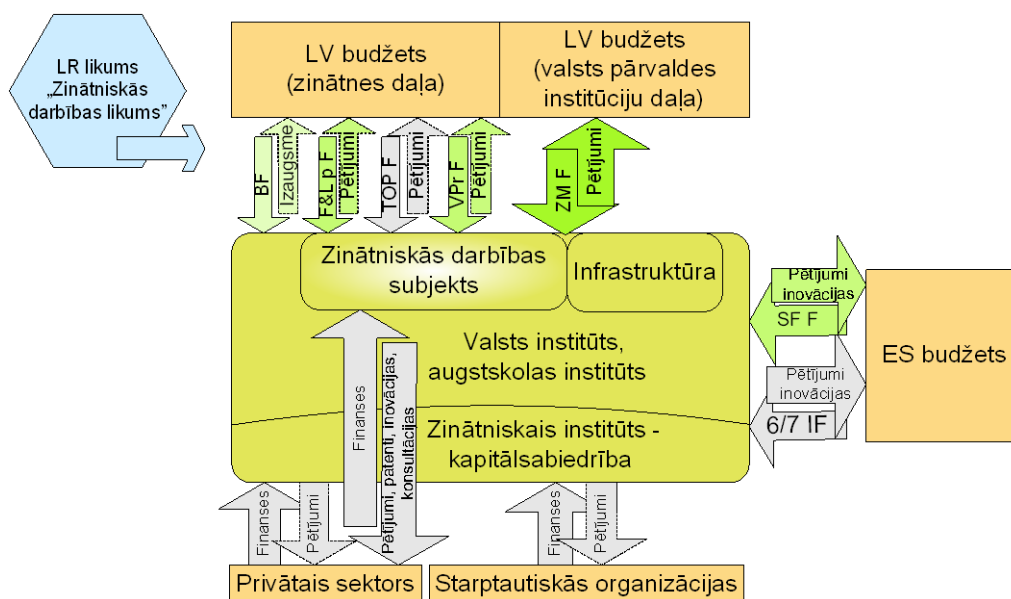 LR likums
„Zinātniskās
darbības likums”
LV budžets
(zinātnes daļa)
LV budžets
(valsts pārvaldes
institūciju daļa)
BF
Izaugsme
F&L p F
Pētījumi
TOP F
Pētījumi
VPr F
Pētījumi
ZM F
Pētījumi
Zinātniskās darbības
subjekts
Infrastruktūra
Valsts institūts,
augstskolas institūts
Zinātniskais institūts -
kapitālsabiedrība
Finanses
Pētījumi, patenti, inovācijas,
konsultācijas
Pētījumi
inovācijas
SF F
Pētījumi
inovācijas
6/7 IF
ES budžets
Finanses
Pētījumi
Finanses
Pētījumi
Privātais sektors
Starptautiskās organizācijas